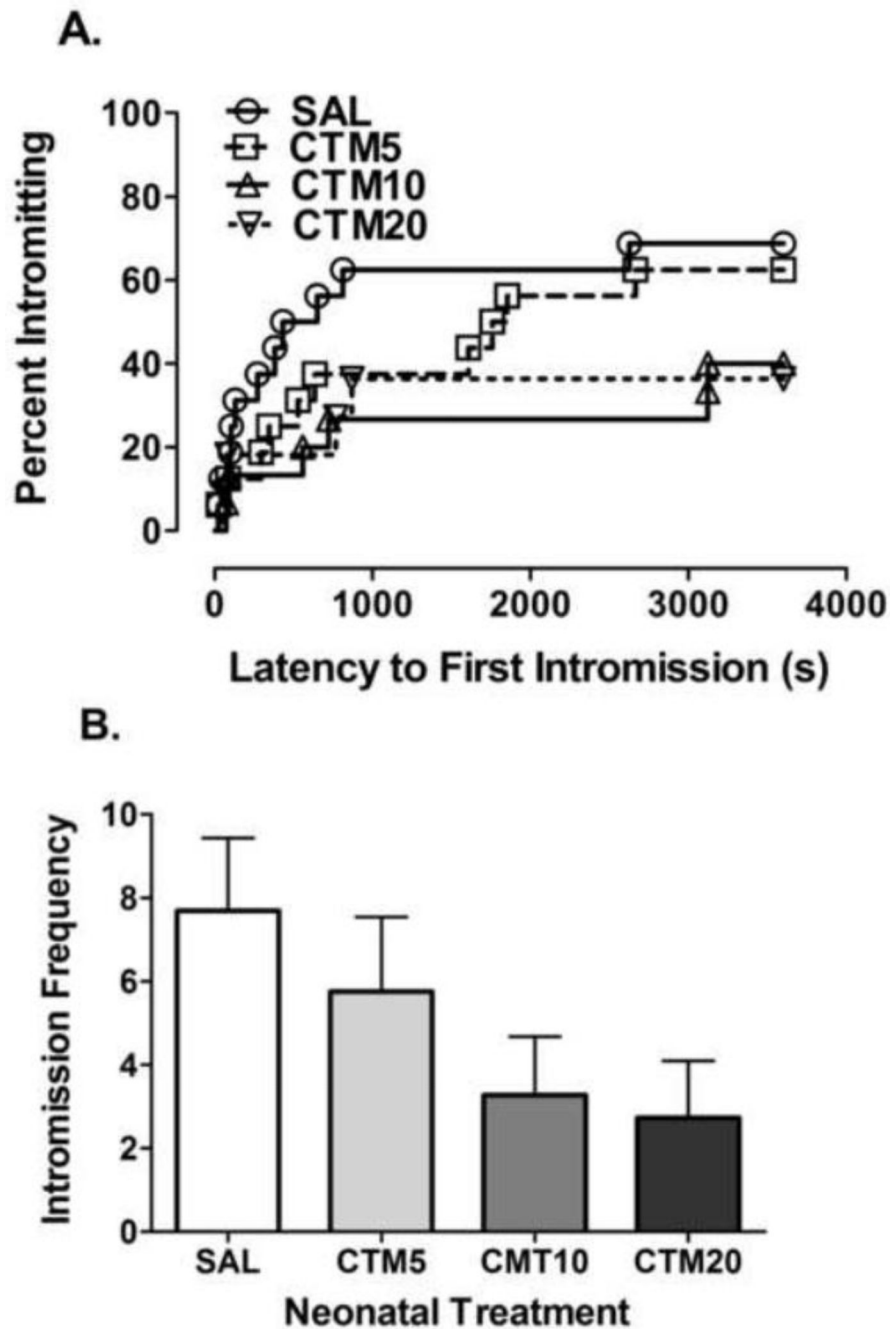 A.
Percent Intromitting
100
80
60
40
20
0
SAL
CTM5
CTM10
CTM20
0 1000 2000 3000 4000
Latency to First Intromission (s)
B.
Intromission Frequency
10
8
6
4
2
0
SAL CTM5 CMT10 CTM20
Neonatal Treatment